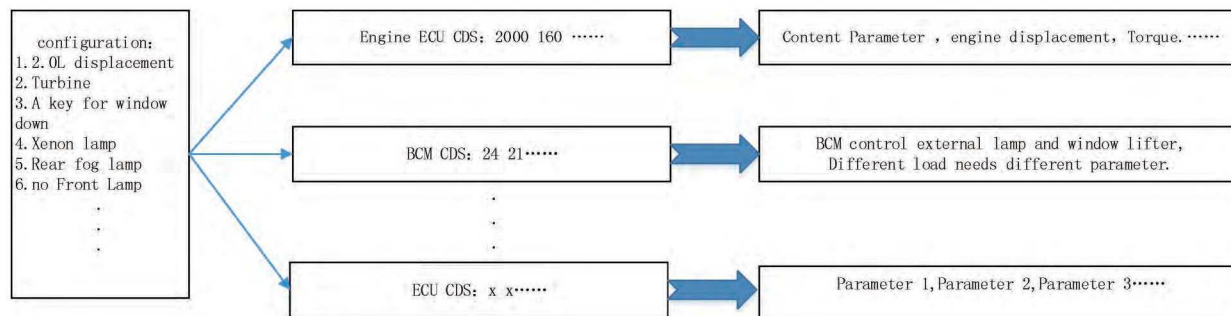 configuration:
1.2.0L displacement
2.Turbine
3.A key for window
down
4.Xenon lamp
5.Rear fog lamp
6.no Front Lamp
.
.
.
Engine ECU CDS: 2000 160 ······
Content Parameter , engine displacement, Torque.······
BCM CDS: 24 21······
BCM control external lamp and window lifter,
Different load needs different parameter.
.
.
.
ECU CDS: x x······
Parameter 1,Parameter 2,Parameter 3······